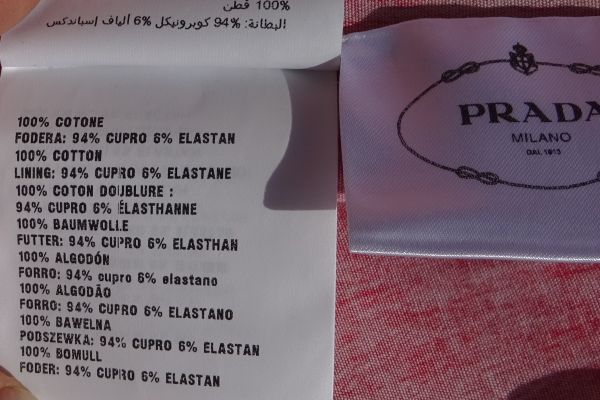 100% قطن
البطانة: 94% كوبرونيكل 6% ألياف اسباندكس
100% COTONE
FODERA: 94% CUPRO 6% ELASTAN
100% COTTON
LINING: 94% CUPRO 6% ELASTANE
100% COTON DOUBLURE :
94% CUPRO 6% ÉLASTHANNE
100% BAUMWOLLE
FUTTER: 94% CUPRO 6% ELASTHAN
100% ALGODÓN
FORRO: 94% cupro 6% elastano
100% ALGODÃO
FORRO: 94% CUPRO 6% ELASTANO
100% BAWELNA
PODSZEWKA: 94% CUPRO 6% ELASTAN
100% BOMULL
FODER: 94% CUPRO 6% ELASTAN
PRADA
MILANO
DAL 1913